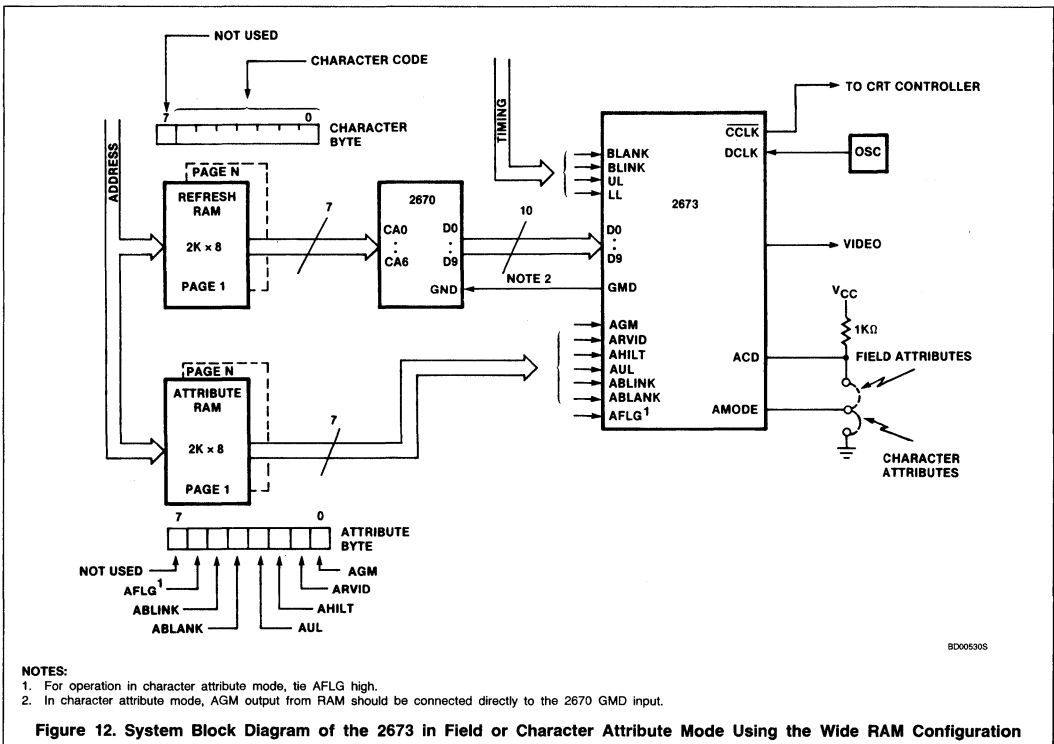 NOT USED
CHARACTER CODE
7 0
CHARACTER
BYTE
ADDRESS
PAGE N
REFRESH
RAM
2K × 8
PAGE 1
7
2670
CA0 D0
CA6 D9
GND
10
NOTE 2
TIMING
BLANK
BLINK
UL
LL
2673
D0
D9
GMD
AGM
ARVID
AHILT
AUL
ABLINK
ABLANK
AFLG1
CCLK
DCLK
ACD
AMODE
TO CRT CONTROLLER
OSC
VIDEO
VCC
1KΩ
FIELD ATTRIBUTES
CHARACTER
ATTRIBUTES
PAGE N
ATTRIBUTE
RAM
2K × 8
PAGE 1
7
7 0
ATTRIBUTE
BYTE
NOT USED
AFLG1
ABLINK
ABLANK
AGM
ARVID
AHILT
AUL
BD00530S
NOTES:
1. For operation in character attribute mode, tie AFLG high.
2. In character attribute mode, AGM output from RAM should be connected directly to the 2670 GMD input.
Figure 12. System Block Diagram of the 2673 in Field or Character Attribute Mode Using the Wide RAM Configuration